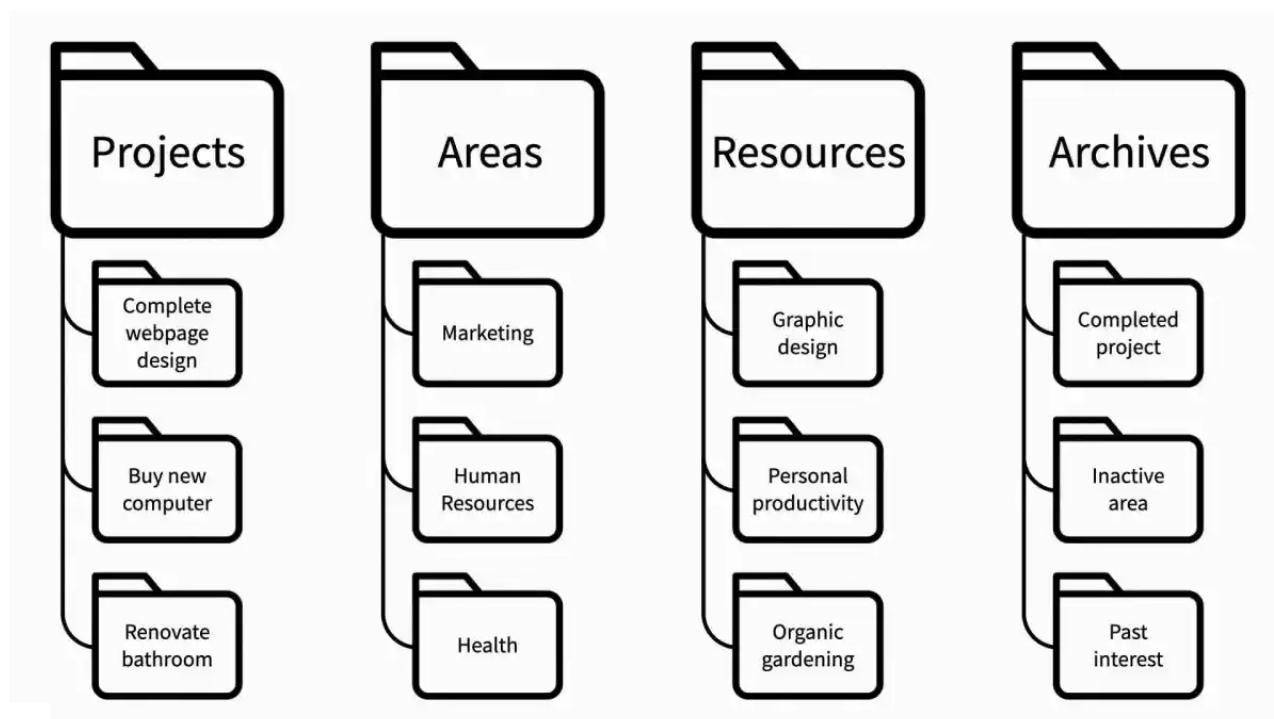 Projects
Complete
webpage
design
Buy new
computer
Renovate
bathroom
Areas
Marketing
Human
Resources
Health
Resources
Graphic
design
Personal
productivity
Organic
gardening
Archives
Completed
project
Inactive
area
Past
interest